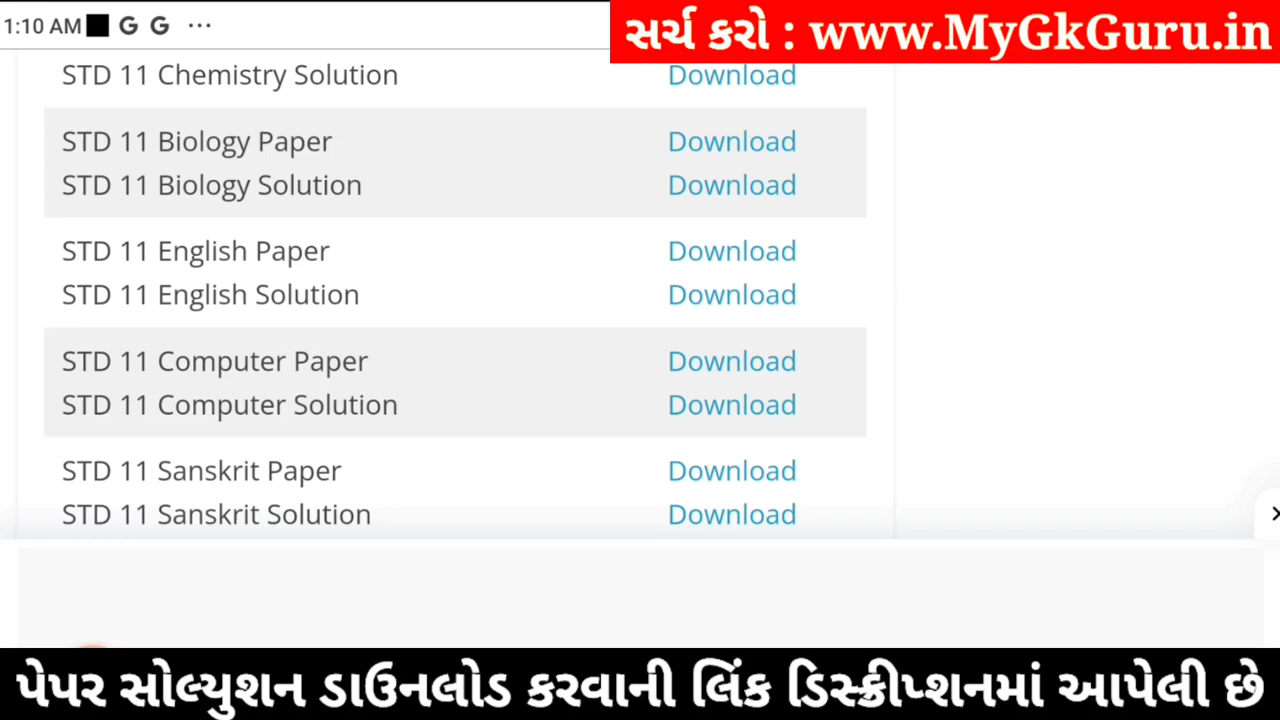 1:10 AM G G ...
સર્ચ કરો : www.MyGkGuru.in
STD 11 Chemistry Solution Download
STD 11 Biology Paper Download
STD 11 Biology Solution Download
STD 11 English Paper Download
STD 11 English Solution Download
STD 11 Computer Paper Download
STD 11 Computer Solution Download
STD 11 Sanskrit Paper Download
STD 11 Sanskrit Solution Download
પેપર સોલ્યુશન ડાઉનલોડ કરવાની લિંક ડિસ્ક્રીપ્શનમાં આપેલી છે